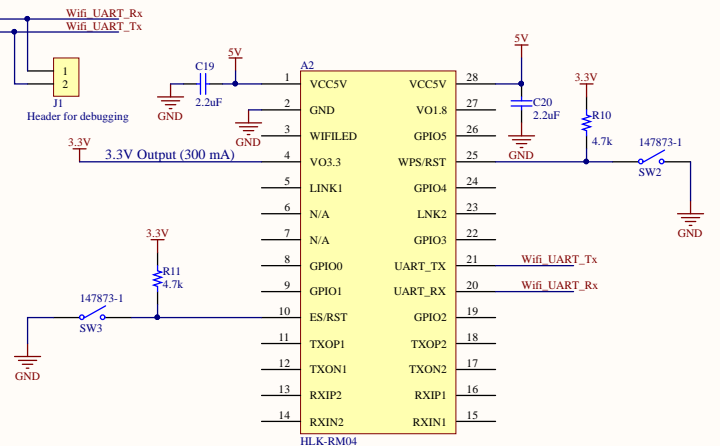 Wifi_UART_Rx
Wifi_UART_Tx
1
2
J1
Header for debugging
C19
2.2uF
GND
5V
A2
5V
3.3V
C20
2.2uF
GND
R10
4.7k
147873-1
SW2
GND
GND
3.3V
3.3V Output (300 mA)
1 VCC5V VCC5V 28
2 GND VO1.8 27
3 WIFILED GPIO5 26
4 VO3.3 WPS/RST 25
5 LINK1 GPIO4 24
6 N/A LNK2 23
7 N/A GPIO3 22
8 GPIO0 UART_TX 21 Wifi_UART_Tx
9 GPIO1 UART_RX 20 Wifi_UART_Rx
10 ES/RST GPIO2 19
11 TXOP1 TXOP2 18
12 TXON1 TXON2 17
13 RXIP2 RXIP1 16
14 RXIN2 RXIN1 15
HLK-RM04
3.3V
R11
4.7k
147873-1
SW3
GND